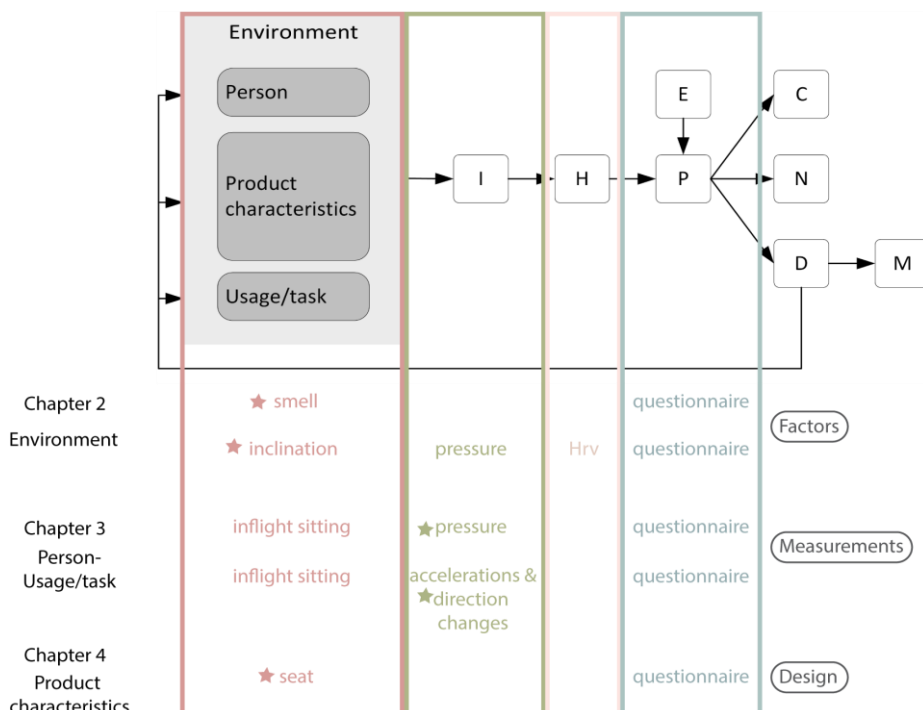 Environment
Person
Product
characteristics
Usage/task
I
H
E
P
C
N
D
M
Chapter 2
Environment
smell
questionnaire
inclination
pressure
Hrv
questionnaire
Factors
Chapter 3
Person-
Usage/task
inflight sitting
pressure
questionnaire
inflight sitting
accelerations &
direction
changes
questionnaire
Measurements
Chapter 4
Product
characteristics
seat
questionnaire
Design